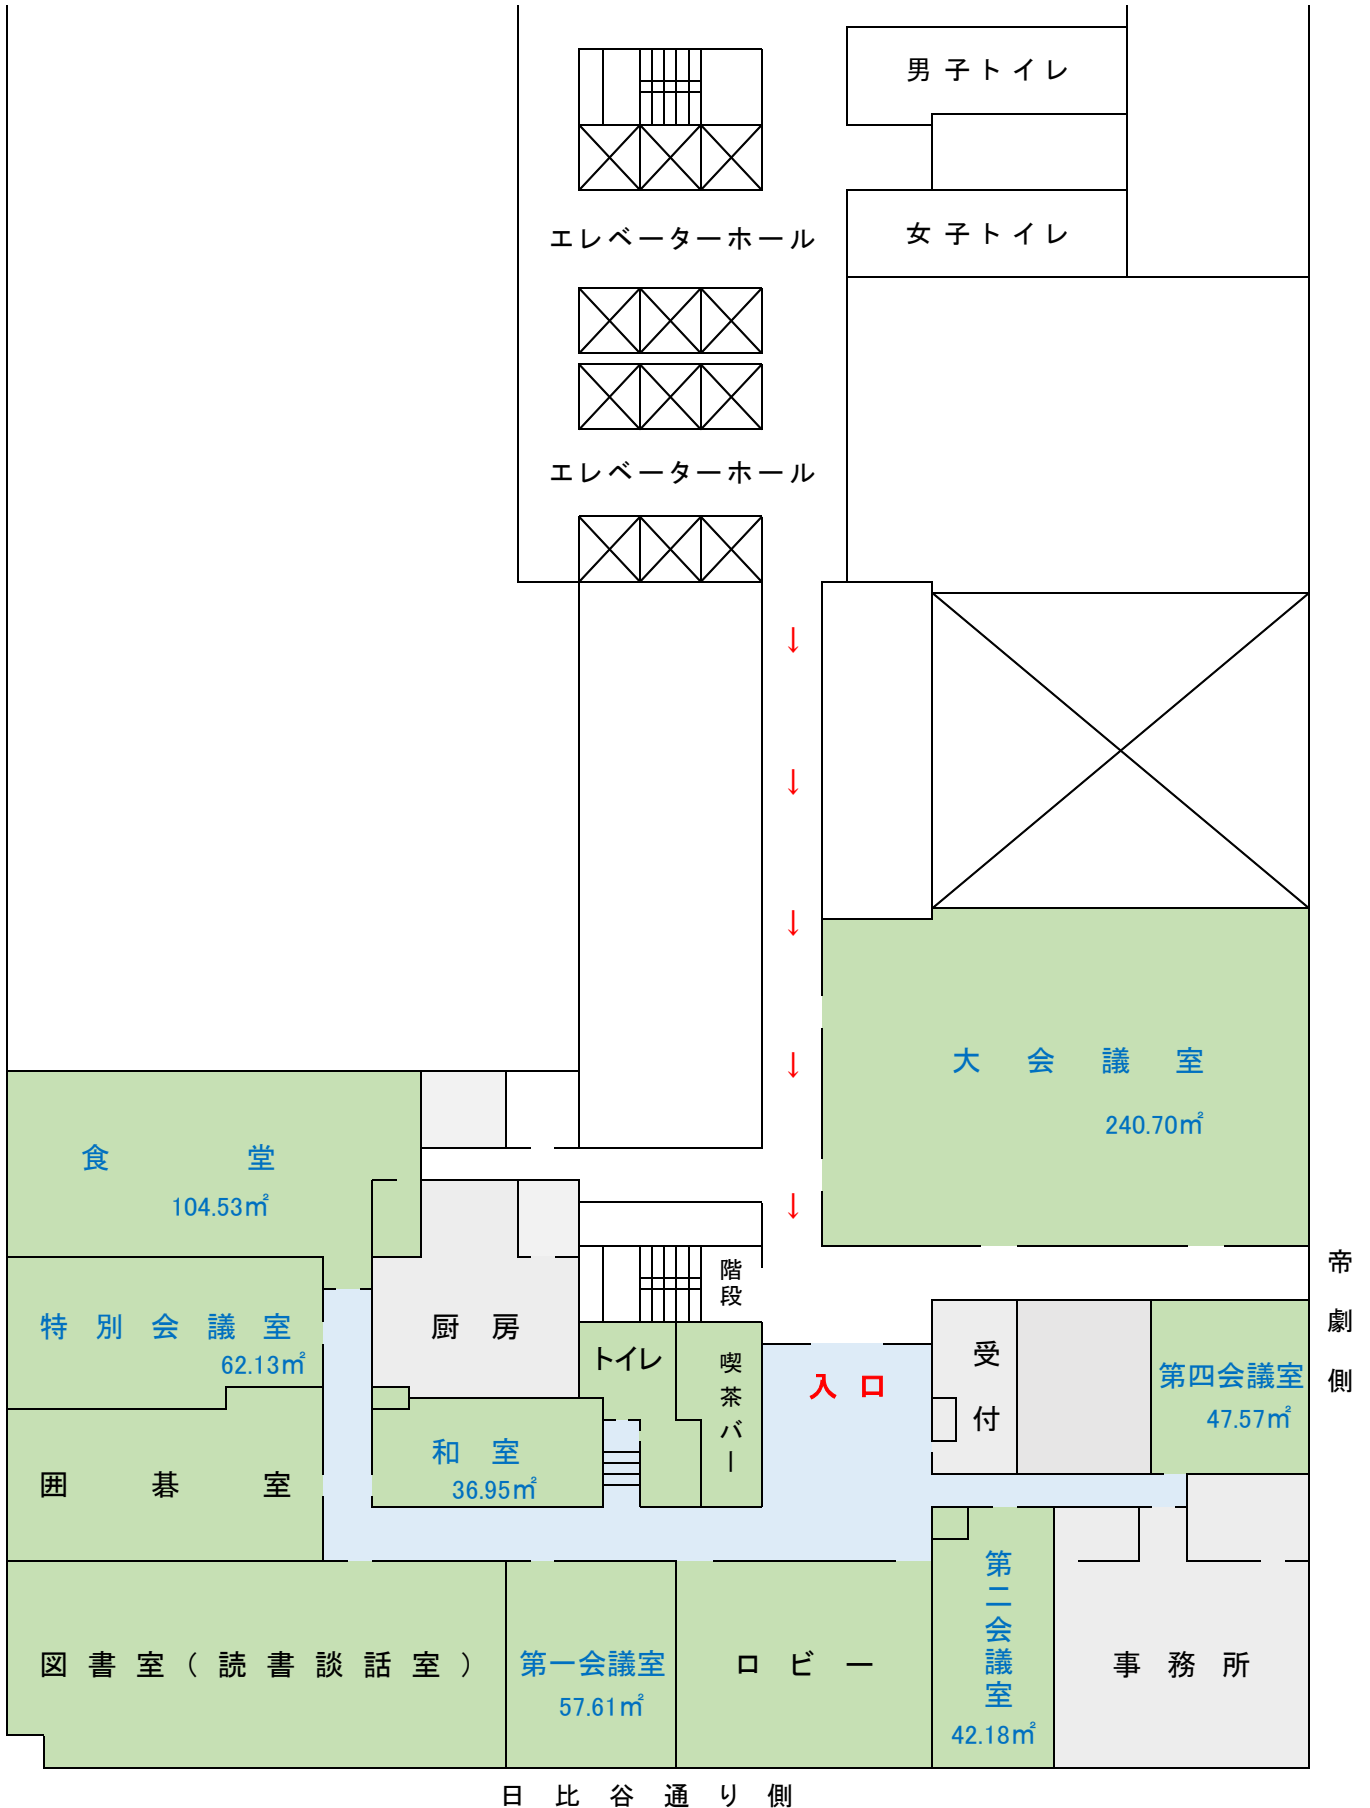 男子トイレ
エレベーターホール
女子トイレ
エレベーターホール
↓
↓
↓
↓
大会議室
240.70㎡
食堂
104.53㎡
↓
帝劇側
階段
特別会議室
62.13㎡
厨房
トイレ
喫茶バー
入口
受付
第四会議室
47.57㎡
和室
36.95㎡
囲碁室
図書室(読書談話室)
第一会議室
57.61㎡
ロビー
第二会議室
42.18㎡
事務所
日比谷通り側